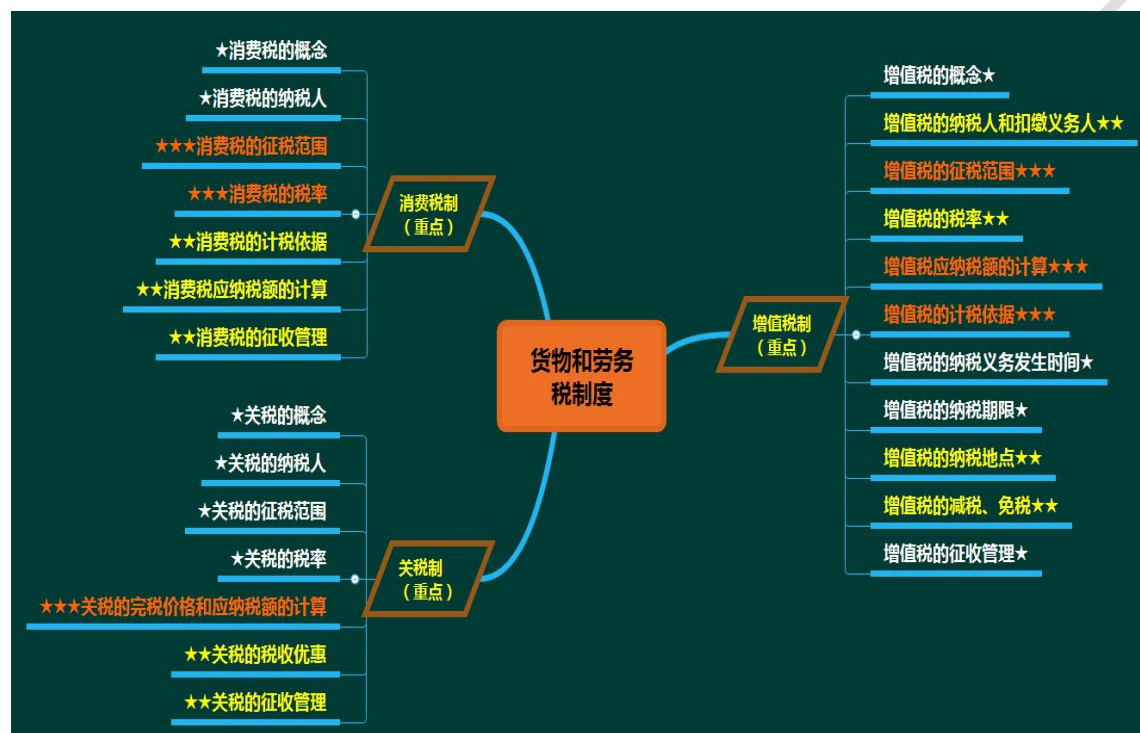 货物和劳务
税制度
消费税制
（重点）
★消费税的概念
★消费税的纳税人
★★★消费税的征税范围
★★★消费税的税率
★★消费税的计税依据
★★消费税应纳税额的计算
★★消费税的征收管理
关税制
（重点）
★关税的概念
★关税的纳税人
★关税的征税范围
★关税的税率
★★★关税的完税价格和应纳税额的计算
★★关税的税收优惠
★★关税的征收管理
增值税制
（重点）
增值税的概念★
增值税的纳税人和扣缴义务人★★
增值税的征税范围★★★
增值税的税率★★
增值税应纳税额的计算★★★
增值税的计税依据★★★
增值税的纳税义务发生时间★
增值税的纳税期限★
增值税的纳税地点★★
增值税的减税、免税★★
增值税的征收管理★